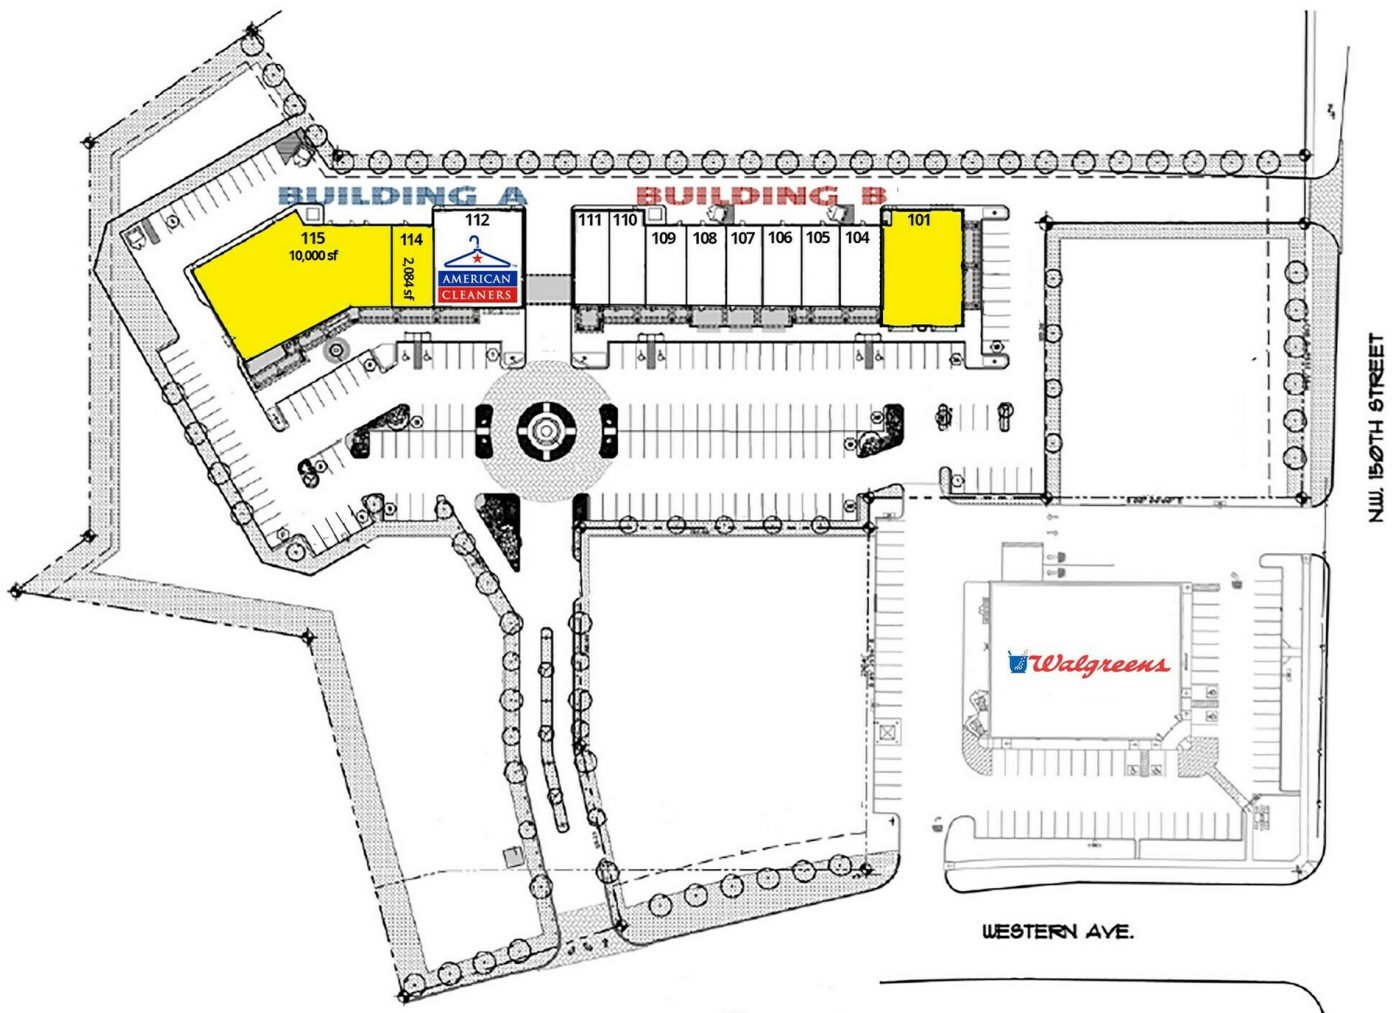 BUILDING A
BUILDING B
115
10,000 sf
114
2,084 sf
112
AMERICAN
CLEANERS
111
110
109
108
107
106
105
104
101
N.W. 150TH STREET
Walgreens
WESTERN AVE.